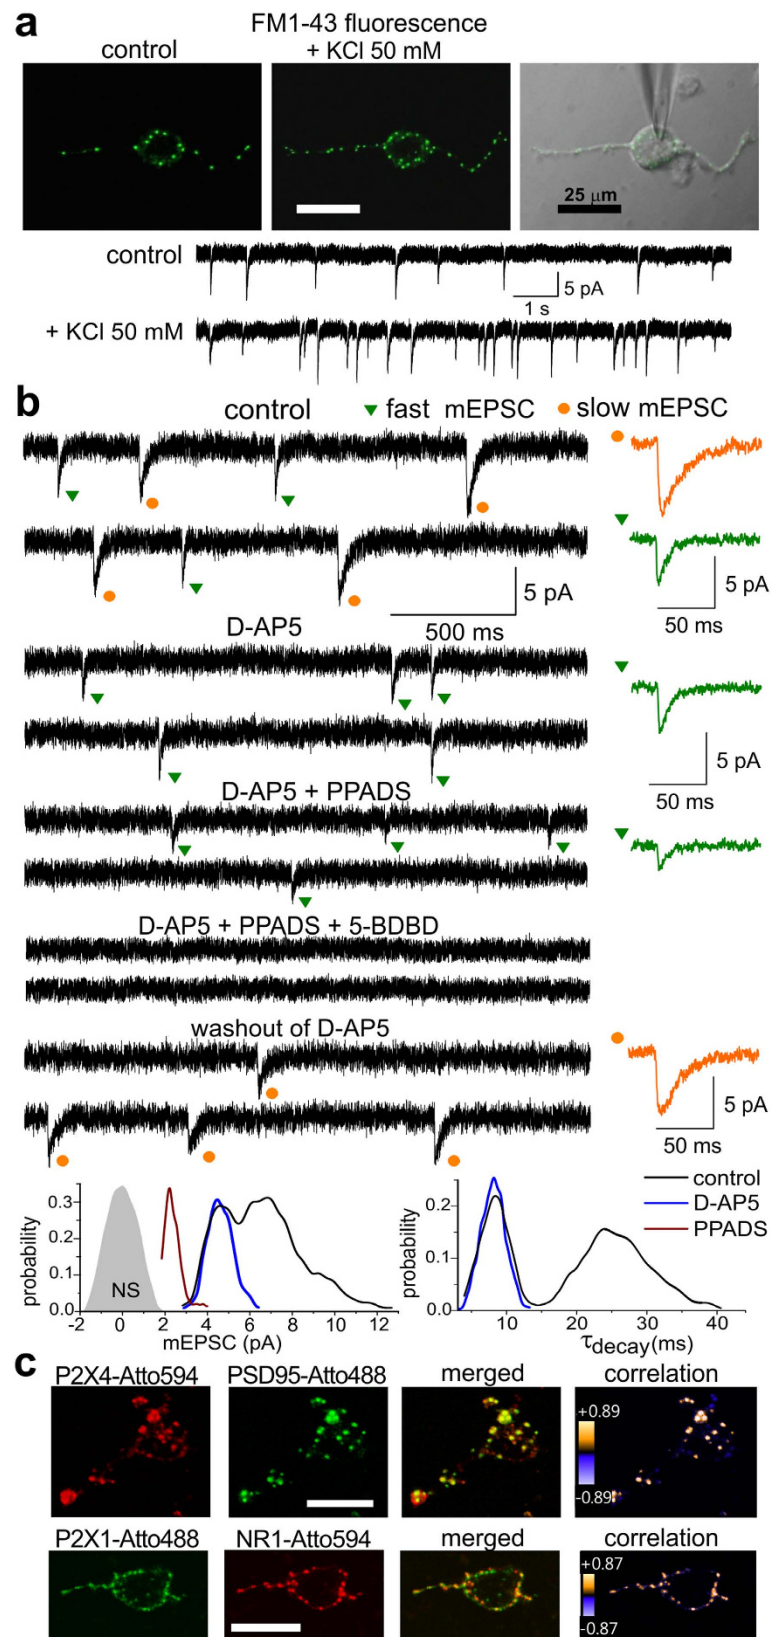 a
FM1-43 fluorescence
control
+ KCl 50 mM
25 µm
control
5 pA
1 s
+ KCl 50 mM
b
control
fast mEPSC
slow mEPSC
5 pA
500 ms
5 pA
50 ms
D-AP5
5 pA
50 ms
D-AP5 + PPADS
D-AP5 + PPADS + 5-BDBD
washout of D-AP5
5 pA
50 ms
probability
0.3
0.2
0.1
0.0
NS
-2 0 2 4 6 8 10 12
mEPSC (pA)
probability
0.2
0.1
0.0
10 20 30 40
τdecay(ms)
control
D-AP5
PPADS
c
P2X4-Atto594 PSD95-Atto488 merged correlation
+0.89
-0.89
P2X1-Atto488 NR1-Atto594 merged correlation
+0.87
-0.87